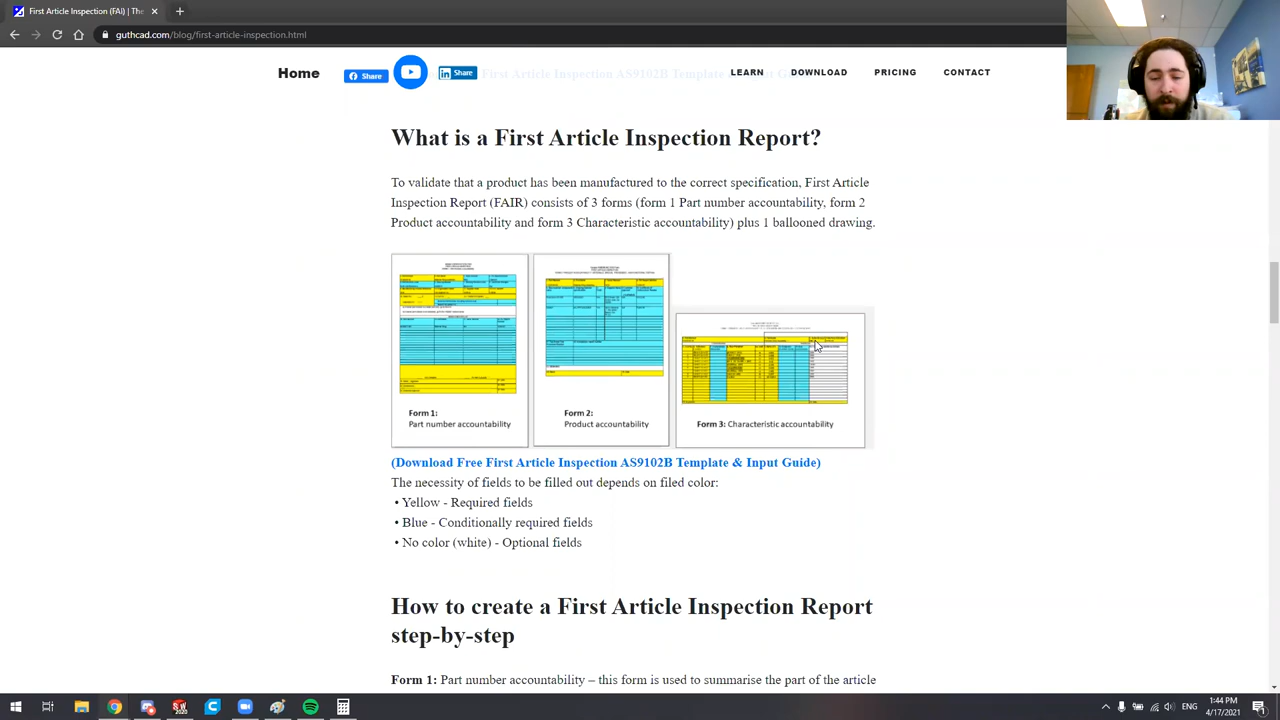 First Article Inspection (FAI) | The
guthcad.com/blog/first-article-inspection.html
Home
Share
Share
First Article Inspection AS9102B Template
LEARN
DOWNLOAD
PRICING
CONTACT
What is a First Article Inspection Report?
To validate that a product has been manufactured to the correct specification, First Article
Inspection Report (FAIR) consists of 3 forms (form 1 Part number accountability, form 2
Product accountability and form 3 Characteristic accountability) plus 1 ballooned drawing.
Form 1:
Part number accountability
Form 2:
Product accountability
Form 3: Characteristic accountability
(Download Free First Article Inspection AS9102B Template & Input Guide)
The necessity of fields to be filled out depends on filed color:
• Yellow - Required fields
• Blue - Conditionally required fields
• No color (white) - Optional fields
How to create a First Article Inspection Report
step-by-step
Form 1: Part number accountability – this form is used to summarise the part of the article
1:44 PM
4/17/2021